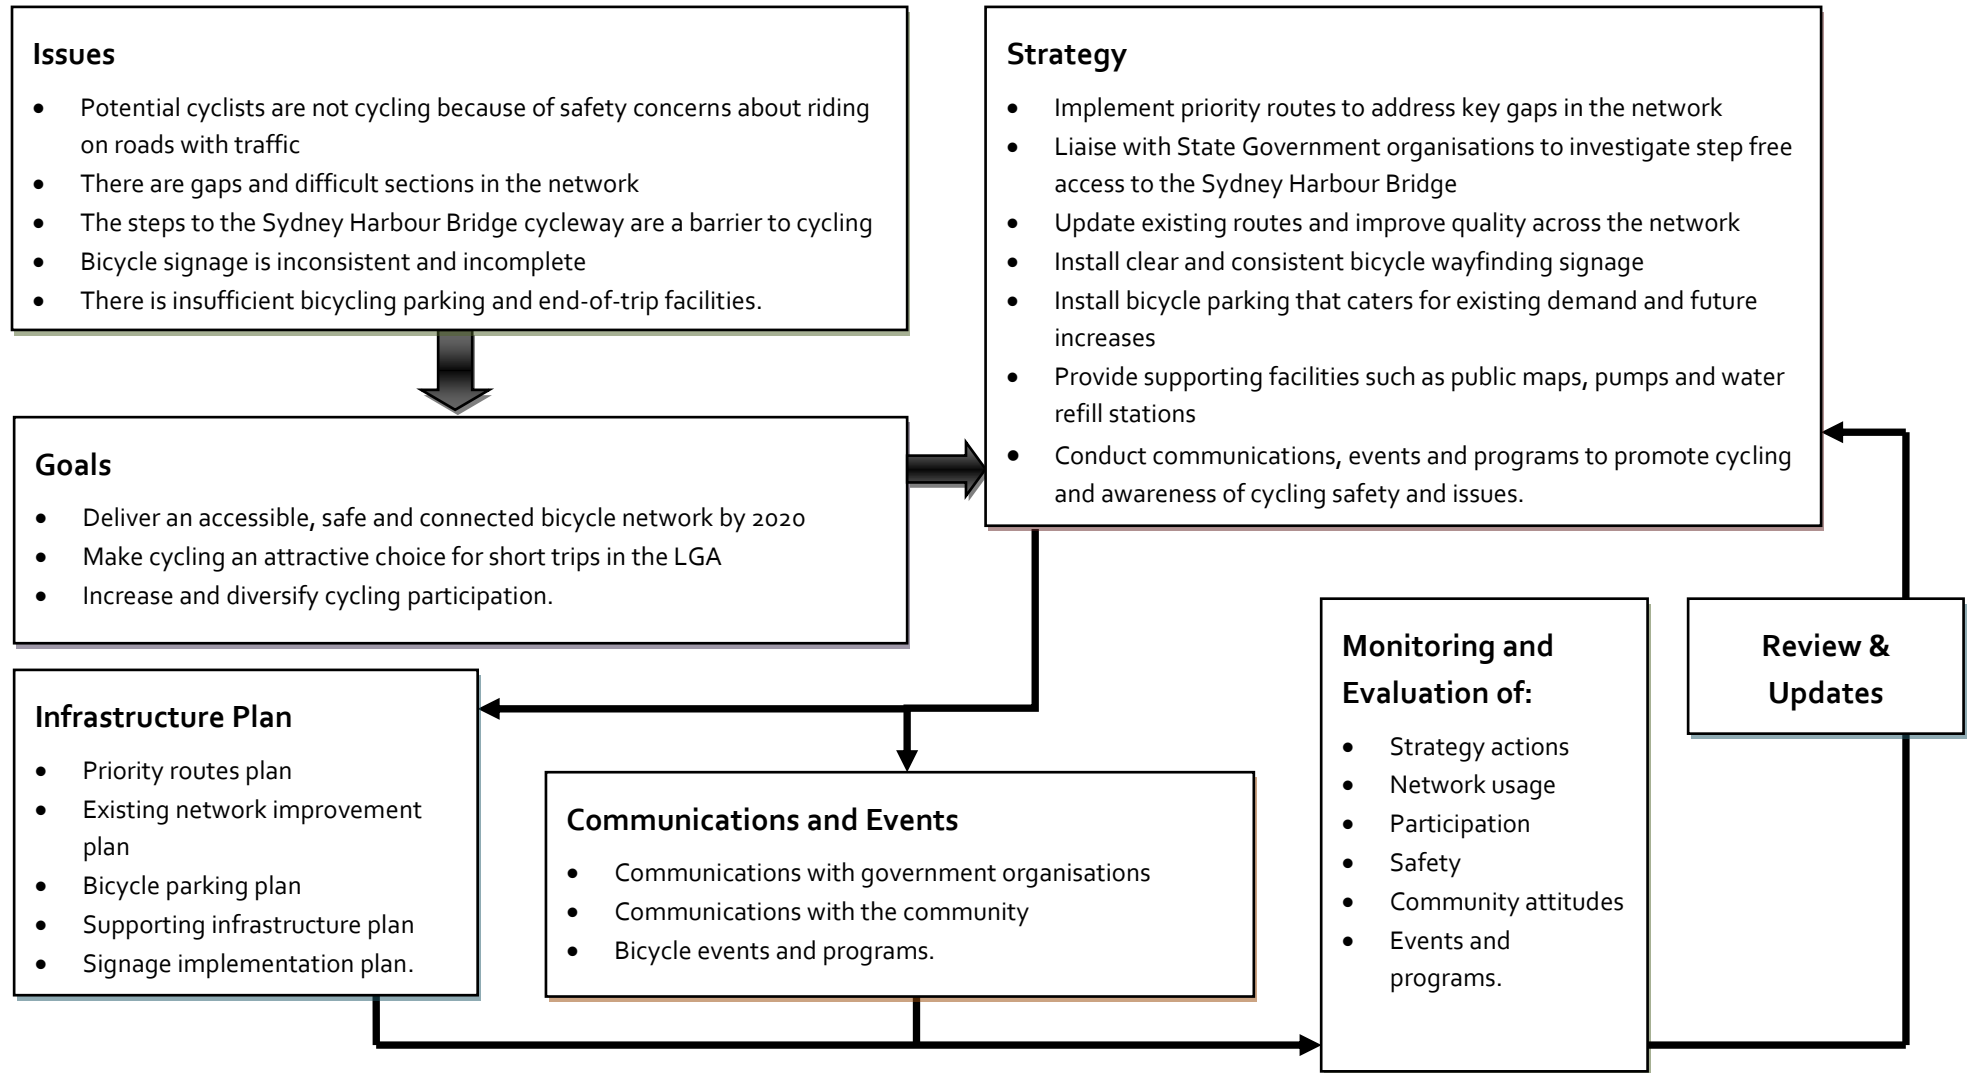 Issues
• Potential cyclists are not cycling because of safety concerns about riding
on roads with traffic
• There are gaps and difficult sections in the network
• The steps to the Sydney Harbour Bridge cycleway are a barrier to cycling
• Bicycle signage is inconsistent and incomplete
• There is insufficient bicycling parking and end-of-trip facilities.
Goals
• Deliver an accessible, safe and connected bicycle network by 2020
• Make cycling an attractive choice for short trips in the LGA
• Increase and diversify cycling participation.
Strategy
• Implement priority routes to address key gaps in the network
• Liaise with State Government organisations to investigate step free
access to the Sydney Harbour Bridge
• Update existing routes and improve quality across the network
• Install clear and consistent bicycle wayfinding signage
• Install bicycle parking that caters for existing demand and future
increases
• Provide supporting facilities such as public maps, pumps and water
refill stations
• Conduct communications, events and programs to promote cycling
and awareness of cycling safety and issues.
Infrastructure Plan
• Priority routes plan
• Existing network improvement
plan
• Bicycle parking plan
• Supporting infrastructure plan
• Signage implementation plan.
Communications and Events
• Communications with government organisations
• Communications with the community
• Bicycle events and programs.
Monitoring and
Evaluation of:
• Strategy actions
• Network usage
• Participation
• Safety
• Community attitudes
• Events and
programs.
Review &
Updates